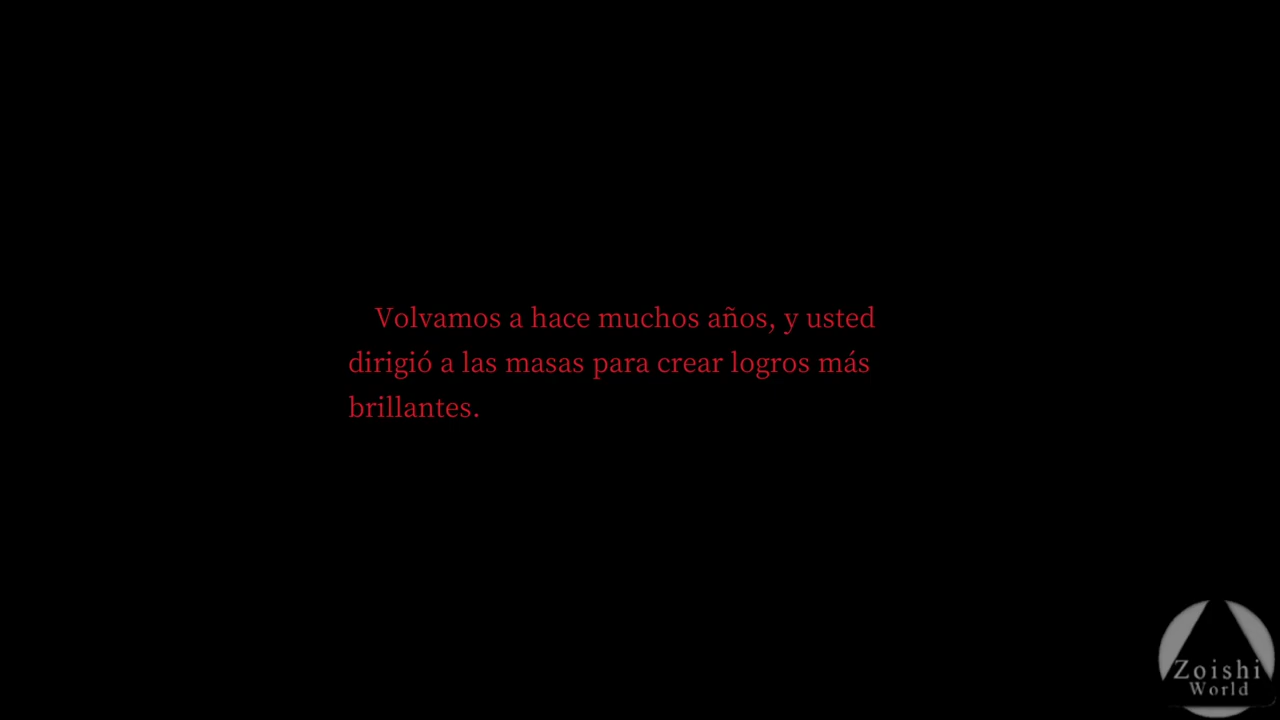 Volvamos a hace muchos años, y usted
dirigió a las masas para crear logros más
brillantes.
Zoishi
World